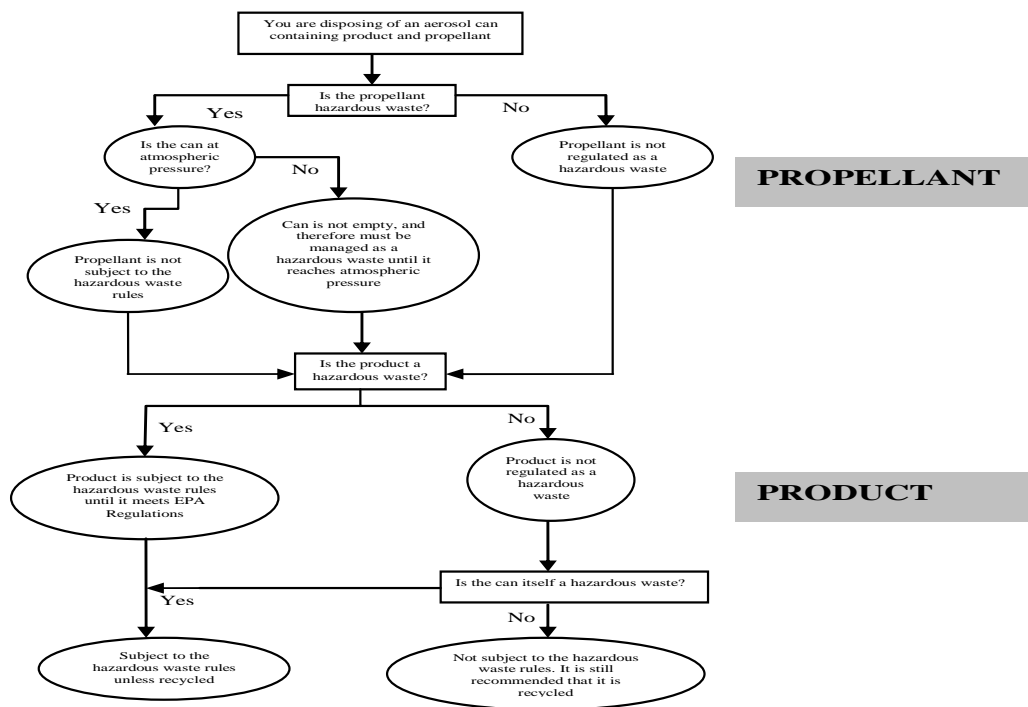 You are disposing of an aerosol can
containing product and propellant
Is the propellant
hazardous waste?
Yes
No
Is the can at
atmospheric
pressure?
No
Propellant is not
regulated as a
hazardous waste
PROPELLANT
Yes
Can is not empty, and
therefore must be
managed as a
hazardous waste until it
reaches atmospheric
pressure
Propellant is not
subject to the
hazardous waste
rules
Is the product a
hazardous waste?
Yes
No
Product is subject to the
hazardous waste rules
until it meets EPA
Regulations
Product is not
regulated as a
hazardous
waste
PRODUCT
Is the can itself a hazardous waste?
Yes
No
Subject to the
hazardous waste rules
unless recycled
Not subject to the hazardous
waste rules. It is still
recommended that it is
recycled